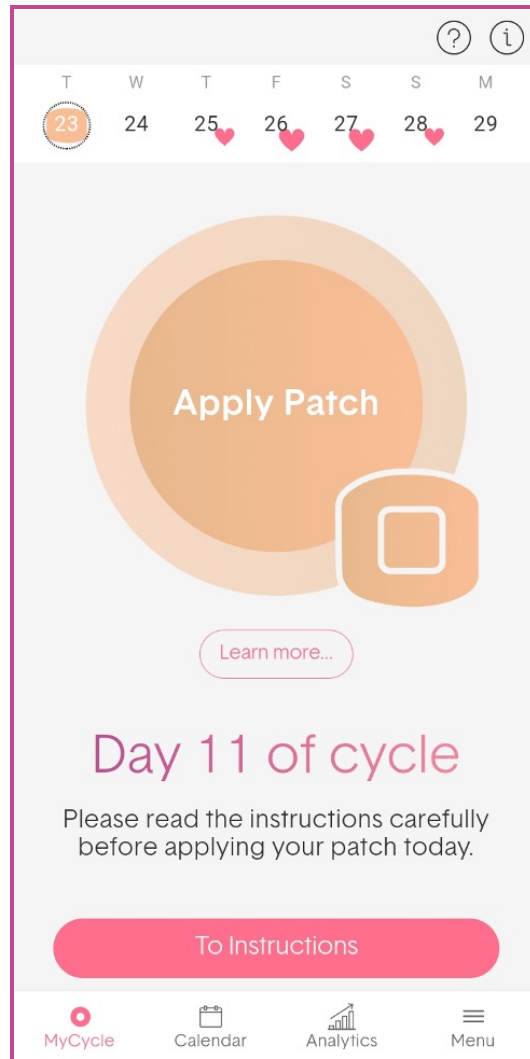 ? i
T W T F S S M
23 24 25 26 27 28 29
Apply Patch
Learn more...
Day 11 of cycle
Please read the instructions carefully
before applying your patch today.
To Instructions
MyCycle Calendar Analytics Menu